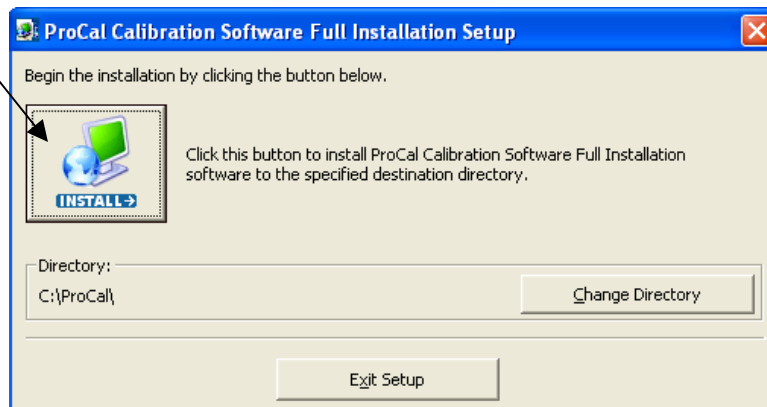 ProCal Calibration Software Full Installation Setup
Begin the installation by clicking the button below.
INSTALL
Click this button to install ProCal Calibration Software Full Installation
software to the specified destination directory.
Directory:
C:\ProCal\
Change Directory
Exit Setup